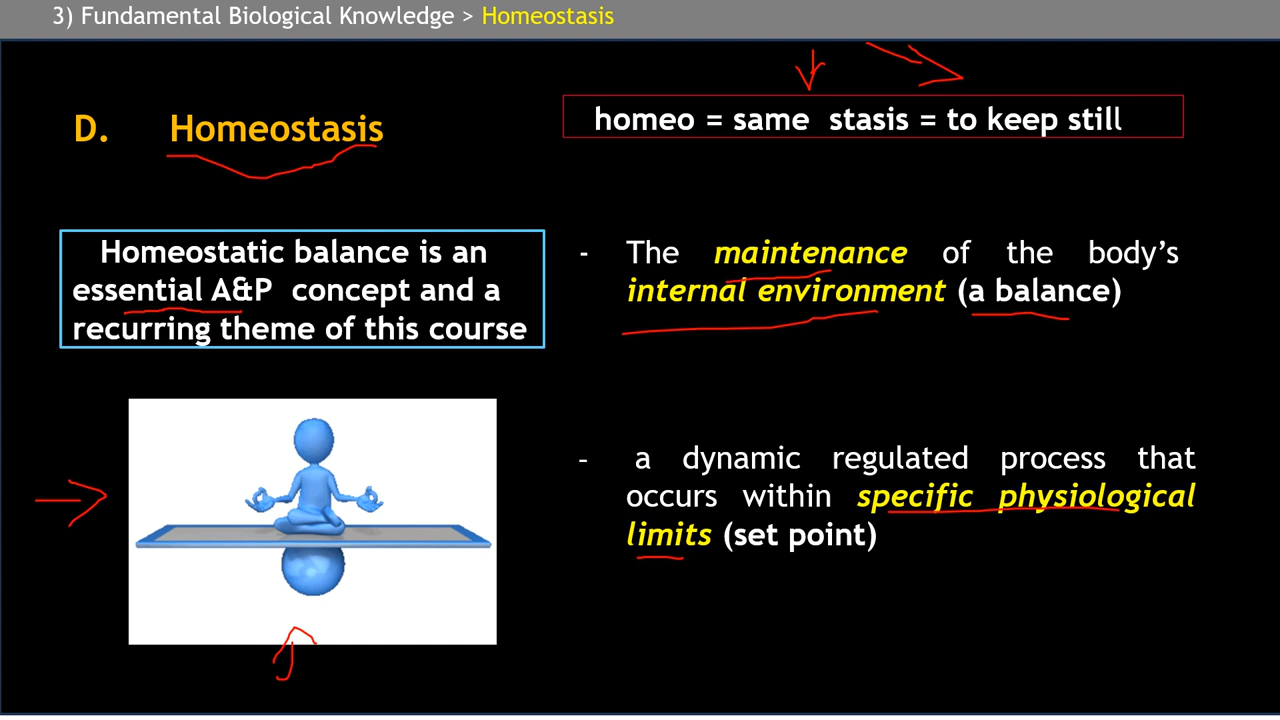 3) Fundamental Biological Knowledge > Homeostasis
D. Homeostasis
homeo = same stasis = to keep still
Homeostatic balance is an
essential A&P concept and a
recurring theme of this course
- The maintenance of the body’s
internal environment (a balance)
- a dynamic regulated process that
occurs within specific physiological
limits (set point)